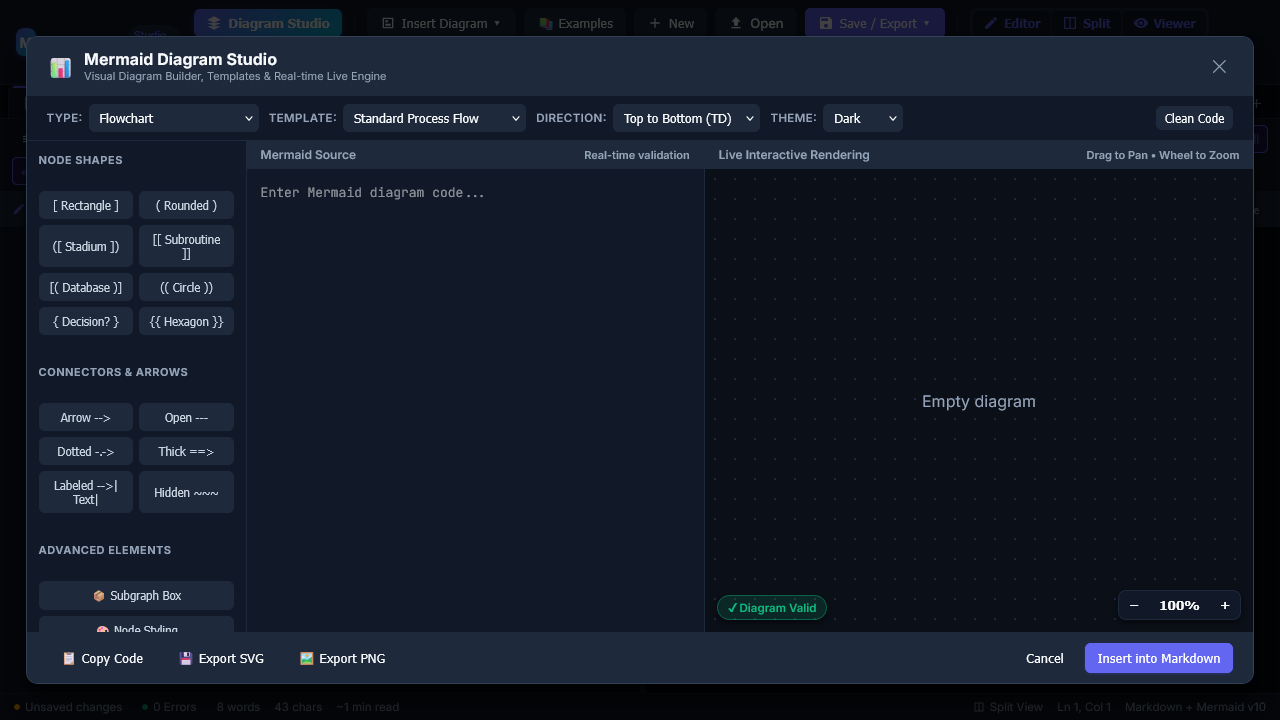 Diagram Studio
Insert Diagram ▾
Examples
+ New
Open
Save / Export ▾
Editor
Split
Viewer
Studio
Mermaid Diagram Studio
Visual Diagram Builder, Templates & Real-time Live Engine
TYPE: Flowchart
TEMPLATE: Standard Process Flow
DIRECTION: Top to Bottom (TD)
THEME: Dark
Clean Code
NODE SHAPES
[ Rectangle ]
( Rounded )
([ Stadium ])
[[ Subroutine
]]
[( Database )]
(( Circle ))
{ Decision? }
{{ Hexagon }}
CONNECTORS & ARROWS
Arrow -->
Open ---
Dotted -.->
Thick ==>
Labeled -->|
Text|
Hidden ~~~
ADVANCED ELEMENTS
Subgraph Box
Node Styling
Mermaid Source
Real-time validation
Enter Mermaid diagram code...
Live Interactive Rendering
Drag to Pan • Wheel to Zoom
Empty diagram
✓ Diagram Valid
− 100% +
Copy Code
Export SVG
Export PNG
Cancel
Insert into Markdown
Unsaved changes
0 Errors
8 words
43 chars
~1 min read
Split View
Ln 1, Col 1
Markdown + Mermaid v10